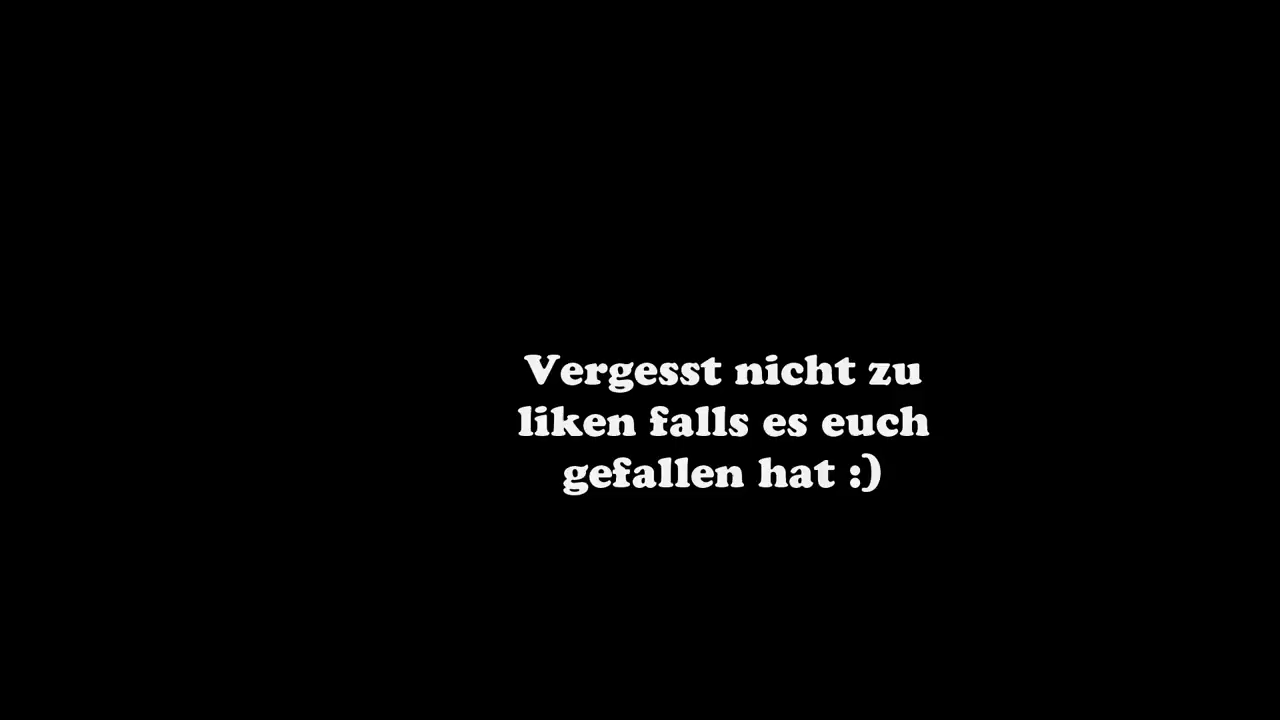 Vergesst nicht zu
liken falls es euch
gefallen hat :)